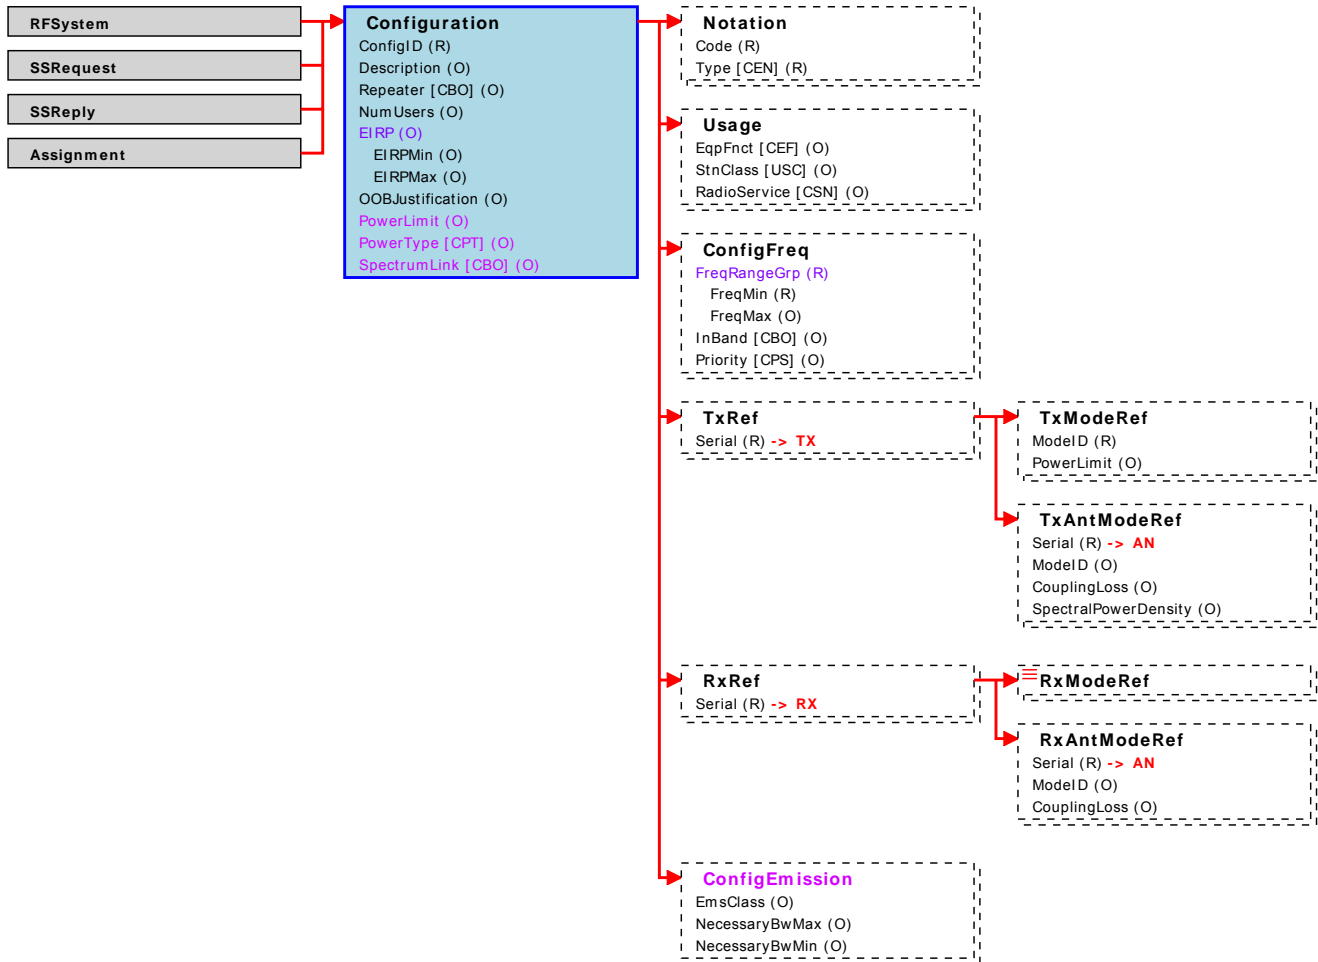 RFSystem
SSRequest
SSReply
Assignment
Configuration
ConfigID (R)
Description (O)
Repeater [CBO] (O)
NumUsers (O)
EIRP (O)
EIRPMin (O)
EIRPMax (O)
OOBJustification (O)
PowerLimit (O)
PowerType [CPT] (O)
SpectrumLink [CBO] (O)
Notation
Code (R)
Type [CEN] (R)
Usage
EqpFnct [CEF] (O)
StnClass [USC] (O)
RadioService [CSN] (O)
ConfigFreq
FreqRangeGrp (R)
FreqMin (R)
FreqMax (O)
InBand [CBO] (O)
Priority [CPS] (O)
TxRef
Serial (R) -> TX
TxModeRef
ModeID (R)
PowerLimit (O)
TxAntModeRef
Serial (R) -> AN
ModeID (O)
CouplingLoss (O)
SpectralPowerDensity (O)
RxRef
Serial (R) -> RX
RxModeRef
RxAntModeRef
Serial (R) -> AN
ModeID (O)
CouplingLoss (O)
ConfigEmission
EmsClass (O)
NecessaryBwMax (O)
NecessaryBwMin (O)